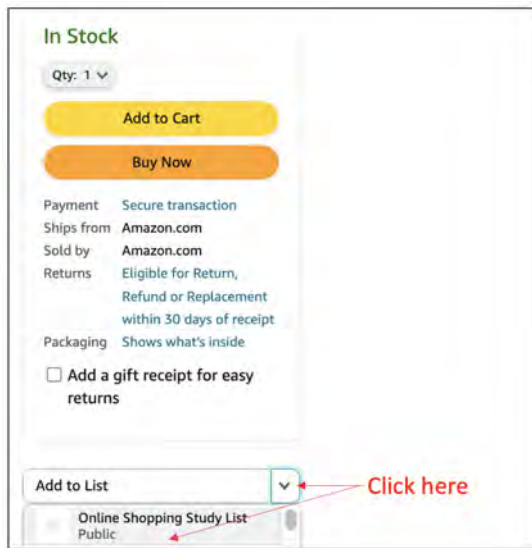 In Stock
Qty: 1
Add to Cart
Buy Now
Payment Secure transaction
Ships from Amazon.com
Sold by Amazon.com
Returns Eligible for Return,
Refund or Replacement
within 30 days of receipt
Packaging Shows what's inside
Add a gift receipt for easy
returns
Add to List
Click here
Online Shopping Study List
Public